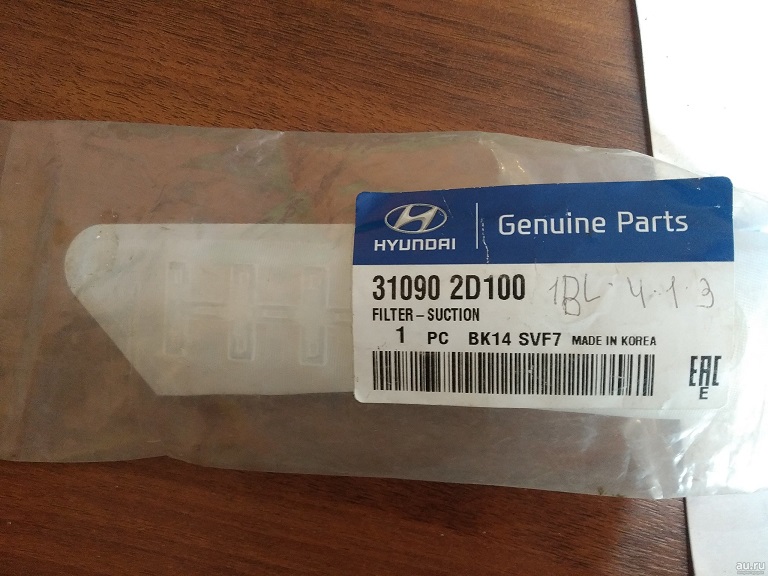 HYUNDAI
Genuine Parts
31090 2D100
1BL-4-1-3
FILTER-SUCTION
1 PC BK14 SVF7 MADE IN KOREA
EAC
E
au.ru